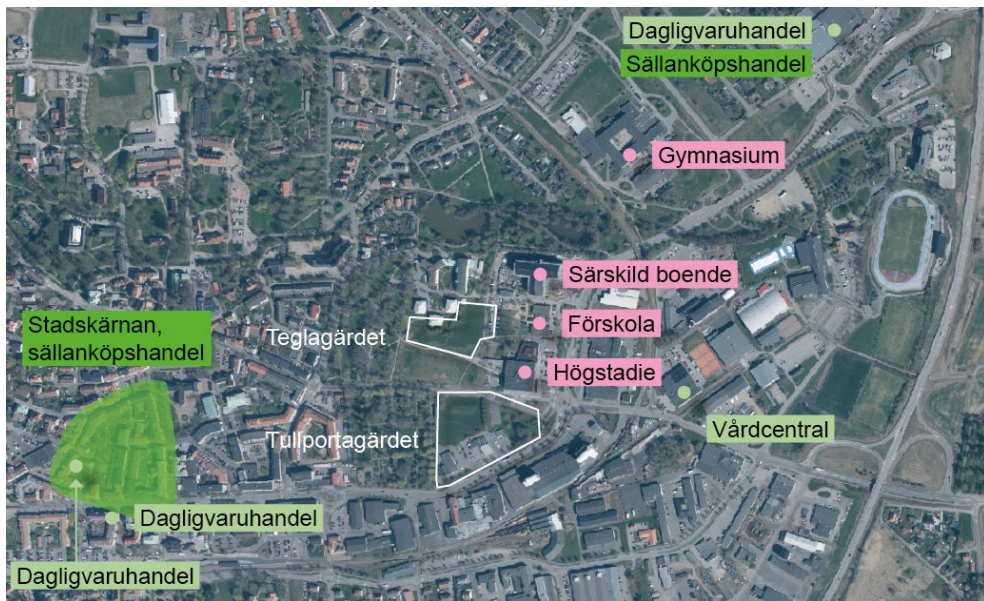 Dagligvaruhandel
Sällanköpshandel
Gymnasium
Särskild boende
Stadskärnan,
sällanköpshandel
Teglagärdet
Förskola
Högstadie
Tullportagärdet
Vårdcentral
Dagligvaruhandel
Dagligvaruhandel